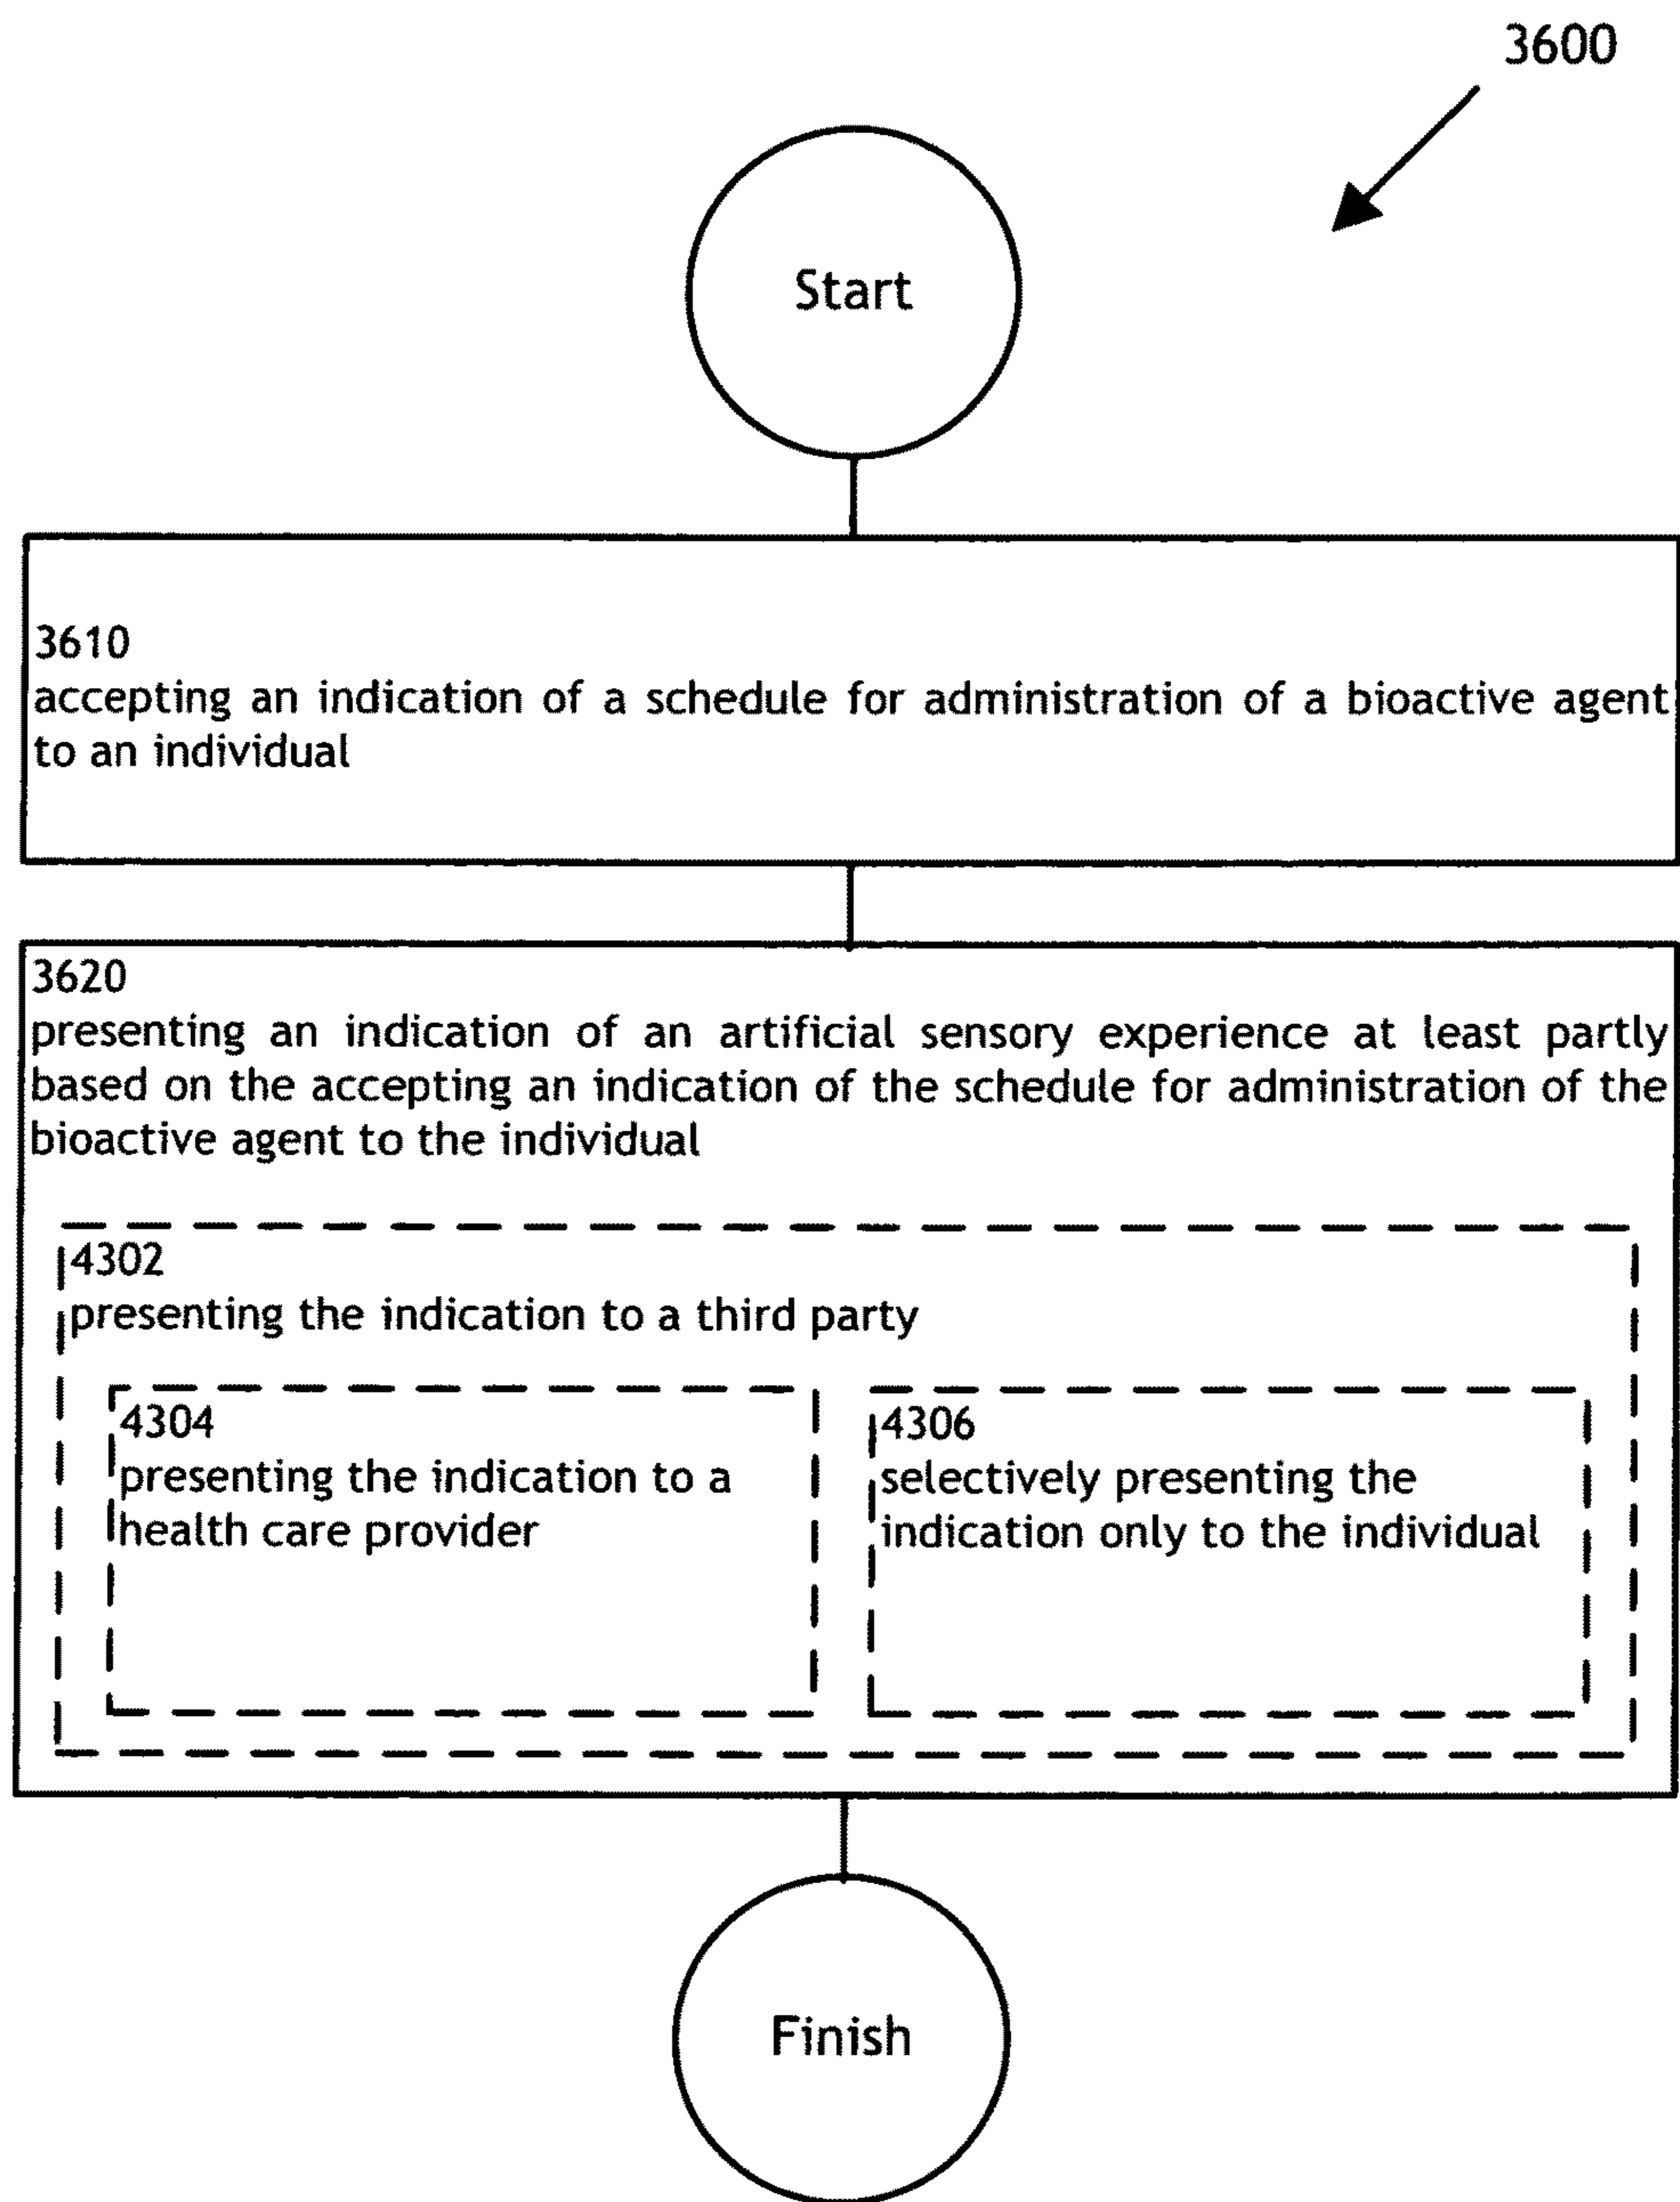 3600
Start
3610
accepting an indication of a schedule for administration of a bioactive agent
to an individual
3620
presenting an indication of an artificial sensory experience at least partly
based on the accepting an indication of the schedule for administration of the
bioactive agent to the individual
4302
presenting the indication to a third party
4304
presenting the indication to a
health care provider
4306
selectively presenting the
indication only to the individual
Finish